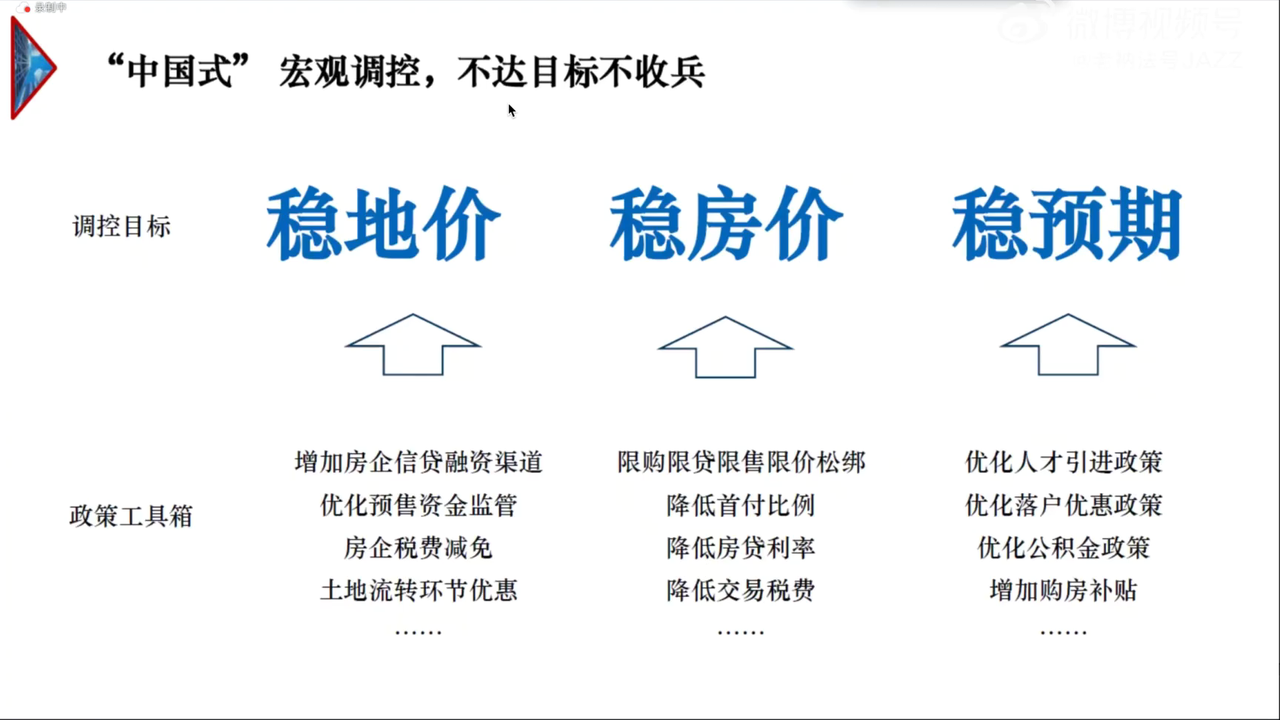 录制中
微博视频号
“中国式” 宏观调控，不达目标不收兵
调控目标
稳地价
稳房价
稳预期
政策工具箱
增加房企信贷融资渠道
优化预售资金监管
房企税费减免
土地流转环节优惠
……
限购限贷限售限价松绑
降低首付比例
降低房贷利率
降低交易税费
……
优化人才引进政策
优化落户优惠政策
优化公积金政策
增加购房补贴
……